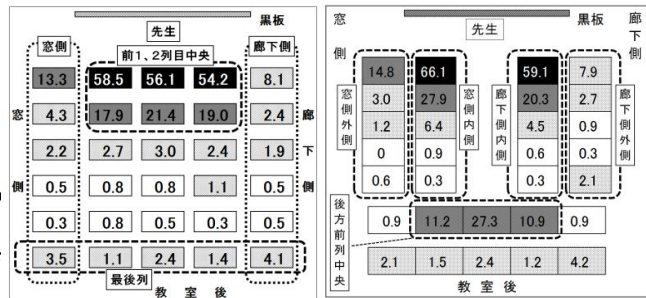 黒板
先生
窓側
前1、2列目中央
廊下側
13.3 58.5 56.1 54.2 8.1
4.3 17.9 21.4 19.0 2.4
2.2 2.7 3.0 2.4 1.9
0.5 0.8 0.8 1.1 0.5
0.3 0.8 0.5 0.3 0.5
3.5 1.1 2.4 1.4 4.1
窓側
廊下側
最後列
教室後
窓側
黒板
廊下側
先生
14.8 66.1 59.1 7.9
3.0 27.9 20.3 2.7
1.2 6.4 4.5 0.9
0 0.9 0.6 0.3
0.6 0.3 0.3 2.1
窓側外側
窓側内側
廊下側内側
廊下側外側
後方前列中央
0.9 11.2 27.3 10.9 0.9
2.1 1.5 2.4 1.2 4.2
教室後